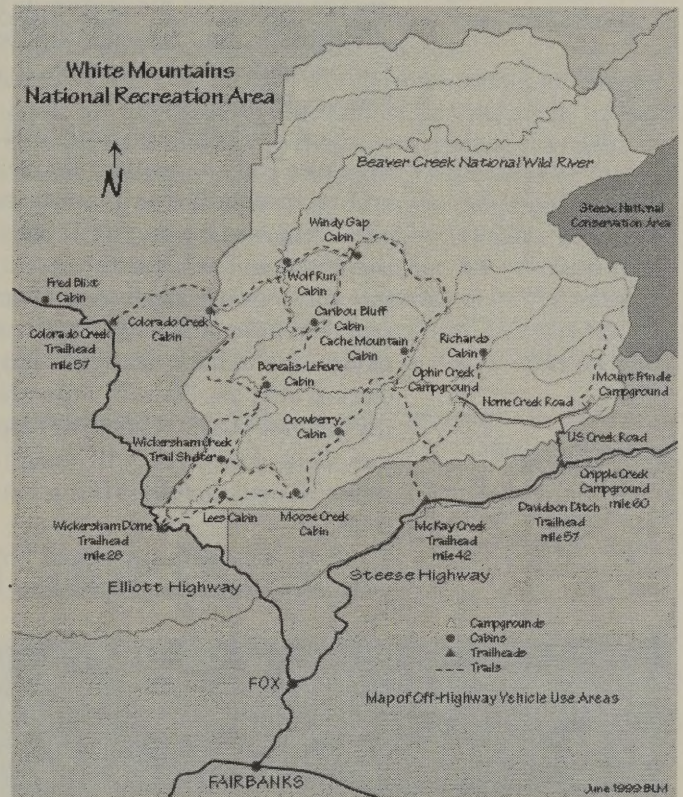 White Mountains
National Recreation Area
N
Beaver Creek National Wild River
Steese National
Conservation Area
Windy Gap
Cabin
Fred Blixt
Cabin
Wolf Run
Cabin
Colorado Creek
Trailhead
mile 57
Colorado Creek
Cabin
Caribou Bluff
Cabin
Cache Mountain
Cabin
Richards
Cabin
Borealis-LeFevre
Cabin
Ophir Creek
Campground
Mount Prindle
Campground
Nome Creek Road
Crowberry
Cabin
Wickersham Creek
Trail Shelter
US Creek Road
Cripple Creek
Campground
mile 60
Lees Cabin
Moose Creek
Cabin
Davidson Ditch
Trailhead
mile 57
Wickersham Dome
Trailhead
mile 28
McKay Creek
Trailhead
mile 42
Elliott Highway
Steese Highway
Campgrounds
Cabins
Trailheads
Trails
FOX
Map of Off-Highway Vehicle Use Areas
FAIRBANKS
June 1999 BLM